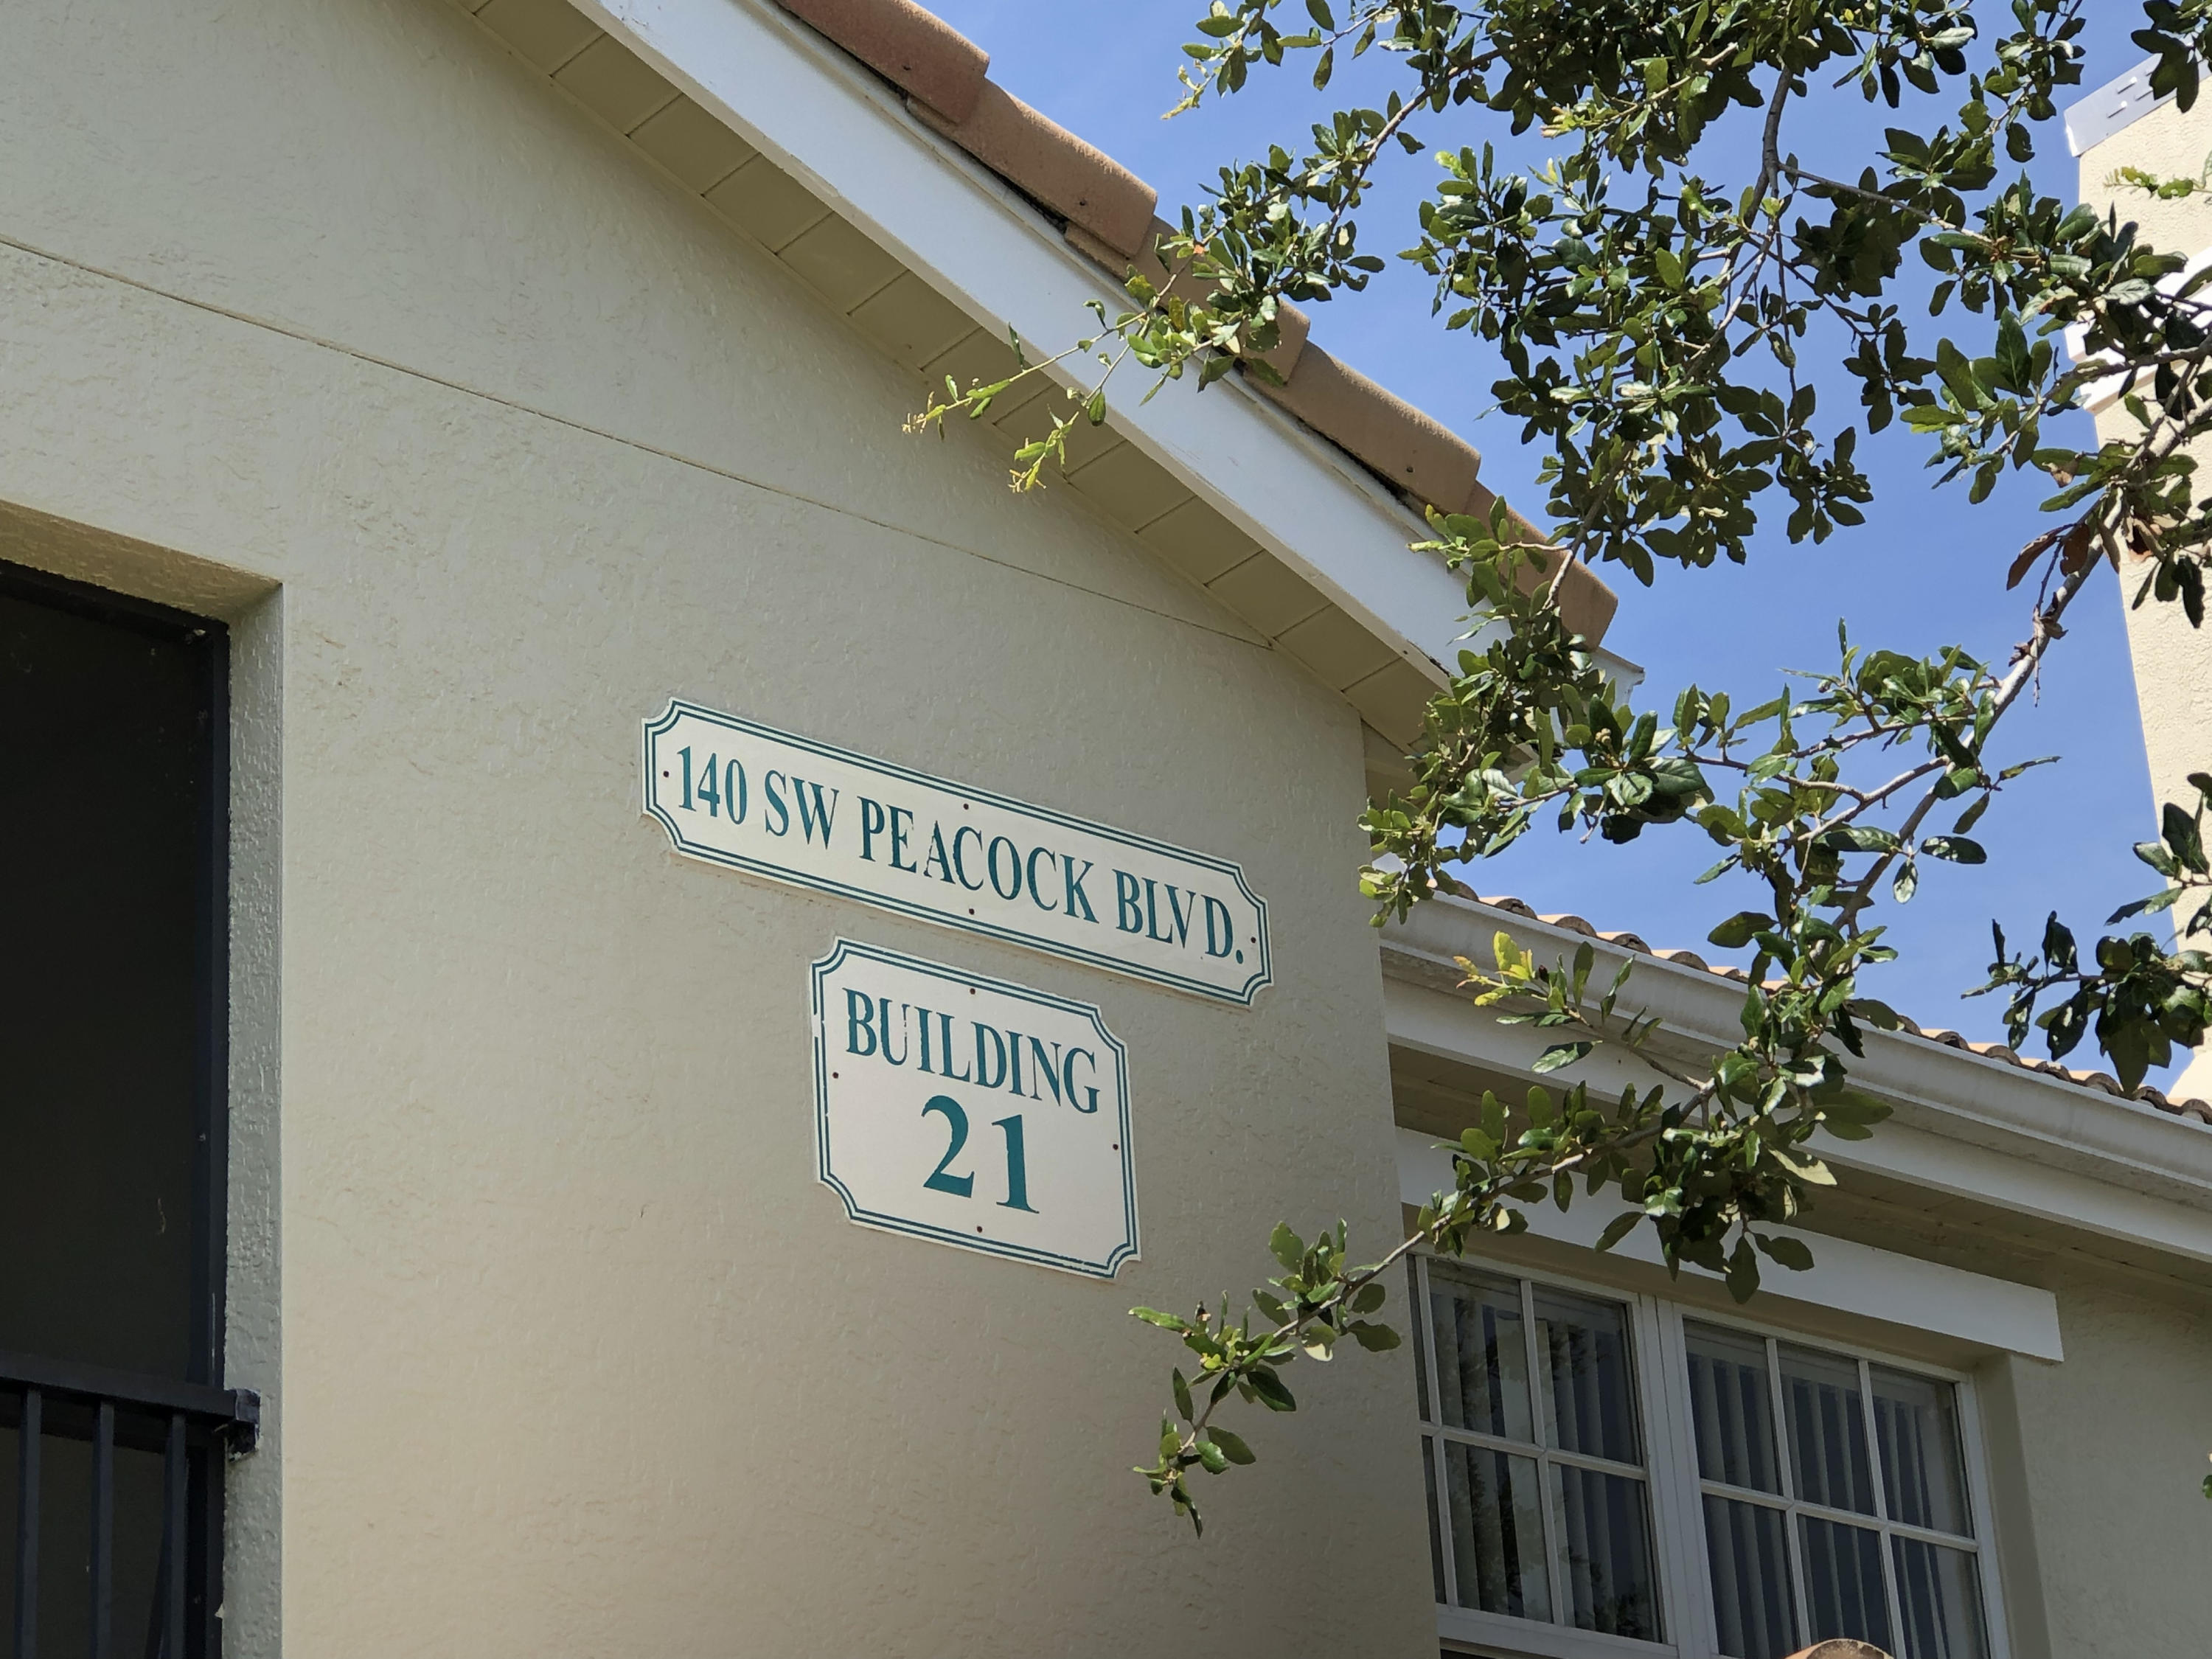 140 SW PEACOCK BLVD.
BUILDING
21